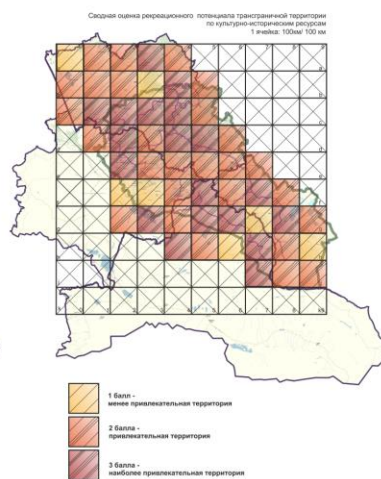 Сводная оценка рекреационного потенциала трансграничной территории
по культурно-историческим ресурсам
1 ячейка: 100км/ 100 км
1 балл -
менее привлекательная территория
2 балла -
привлекательная территория
3 балла -
наиболее привлекательная территория